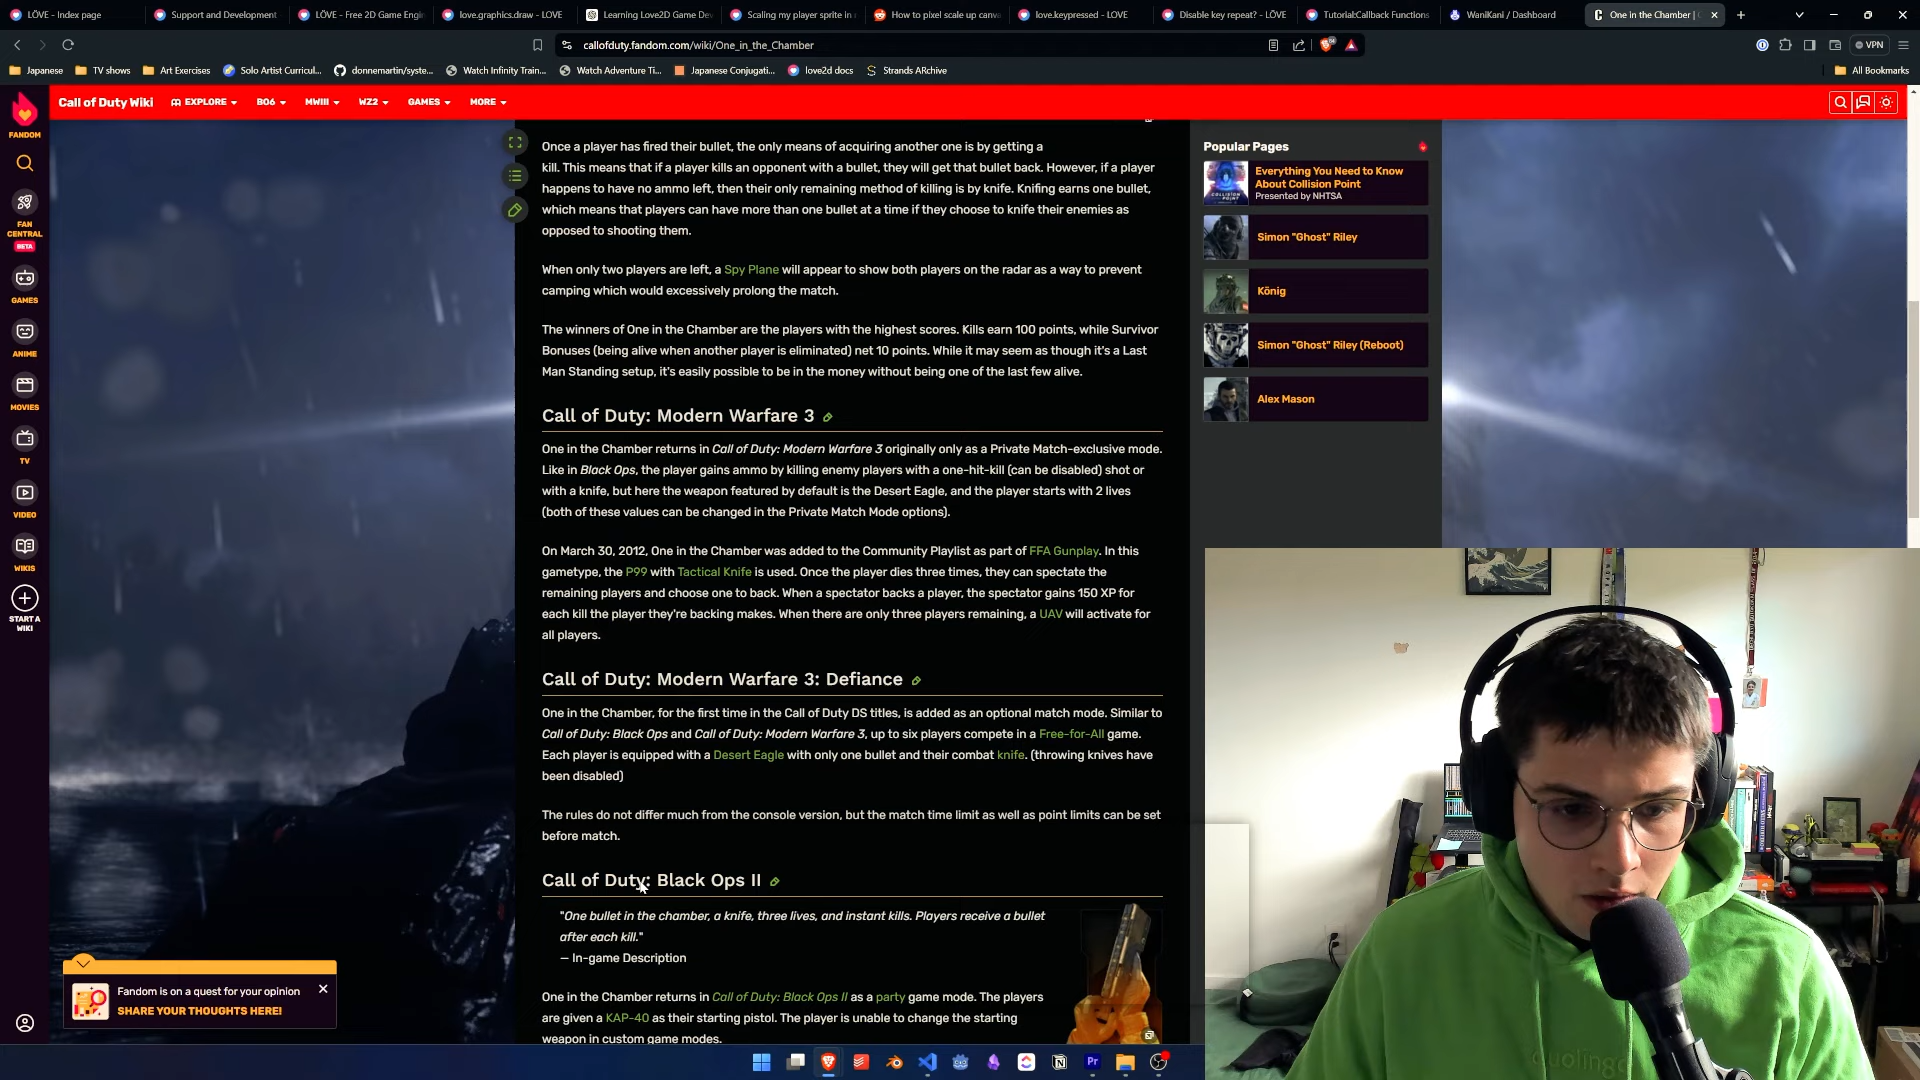 LÖVE - Index page
Support and Development
LÖVE - Free 2D Game Engi
love.graphics.draw - LOVE
Learning Love2D Game Dev
Scaling my player sprite in
How to pixel scale up canv
love.keypressed - LOVE
Disable key repeat? - LÖVE
Tutorial:Callback Functions
WaniKani / Dashboard
One in the Chamber |
callofduty.fandom.com/wiki/One_in_the_Chamber
VPN
Japanese
TV shows
Art Exercises
Solo Artist Curricul...
donnemartin/syste...
Watch Infinity Train...
Watch Adventure Ti...
Japanese Conjugati...
love2d docs
Strands ARchive
All Bookmarks
Call of Duty Wiki
EXPLORE
BO6
MWIII
WZ2
GAMES
MORE
FANDOM
FAN
CENTRAL
BETA
GAMES
ANIME
MOVIES
TV
VIDEO
WIKIS
START A
WIKI
Once a player has fired their bullet, the only means of acquiring another one is by getting a
kill. This means that if a player kills an opponent with a bullet, they will get that bullet back. However, if a player
happens to have no ammo left, then their only remaining method of killing is by knife. Knifing earns one bullet,
which means that players can have more than one bullet at a time if they choose to knife their enemies as
opposed to shooting them.
When only two players are left, a Spy Plane will appear to show both players on the radar as a way to prevent
camping which would excessively prolong the match.
The winners of One in the Chamber are the players with the highest scores. Kills earn 100 points, while Survivor
Bonuses (being alive when another player is eliminated) net 10 points. While it may seem as though it's a Last
Man Standing setup, it's easily possible to be in the money without being one of the last few alive.
Call of Duty: Modern Warfare 3
One in the Chamber returns in Call of Duty: Modern Warfare 3 originally only as a Private Match-exclusive mode.
Like in Black Ops, the player gains ammo by killing enemy players with a one-hit-kill (can be disabled) shot or
with a knife, but here the weapon featured by default is the Desert Eagle, and the player starts with 2 lives
(both of these values can be changed in the Private Match Mode options).
On March 30, 2012, One in the Chamber was added to the Community Playlist as part of FFA Gunplay. In this
gametype, the P99 with Tactical Knife is used. Once the player dies three times, they can spectate the
remaining players and choose one to back. When a spectator backs a player, the spectator gains 150 XP for
each kill the player they're backing makes. When there are only three players remaining, a UAV will activate for
all players.
Call of Duty: Modern Warfare 3: Defiance
One in the Chamber, for the first time in the Call of Duty DS titles, is added as an optional match mode. Similar to
Call of Duty: Black Ops and Call of Duty: Modern Warfare 3, up to six players compete in a Free-for-All game.
Each player is equipped with a Desert Eagle with only one bullet and their combat knife. (throwing knives have
been disabled)
The rules do not differ much from the console version, but the match time limit as well as point limits can be set
before match.
Call of Duty: Black Ops II
"One bullet in the chamber, a knife, three lives, and instant kills. Players receive a bullet
after each kill."
– In-game Description
One in the Chamber returns in Call of Duty: Black Ops II as a party game mode. The players
are given a KAP-40 as their starting pistol. The player is unable to change the starting
weapon in custom game modes.
Popular Pages
Everything You Need to Know
About Collision Point
Presented by NHTSA
Simon "Ghost" Riley
König
Simon "Ghost" Riley (Reboot)
Alex Mason
Fandom is on a quest for your opinion
SHARE YOUR THOUGHTS HERE!
duolingo